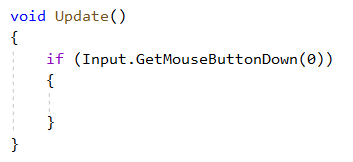 void Update()
{
    if (Input.GetMouseButtonDown(0))
    {

    }
}